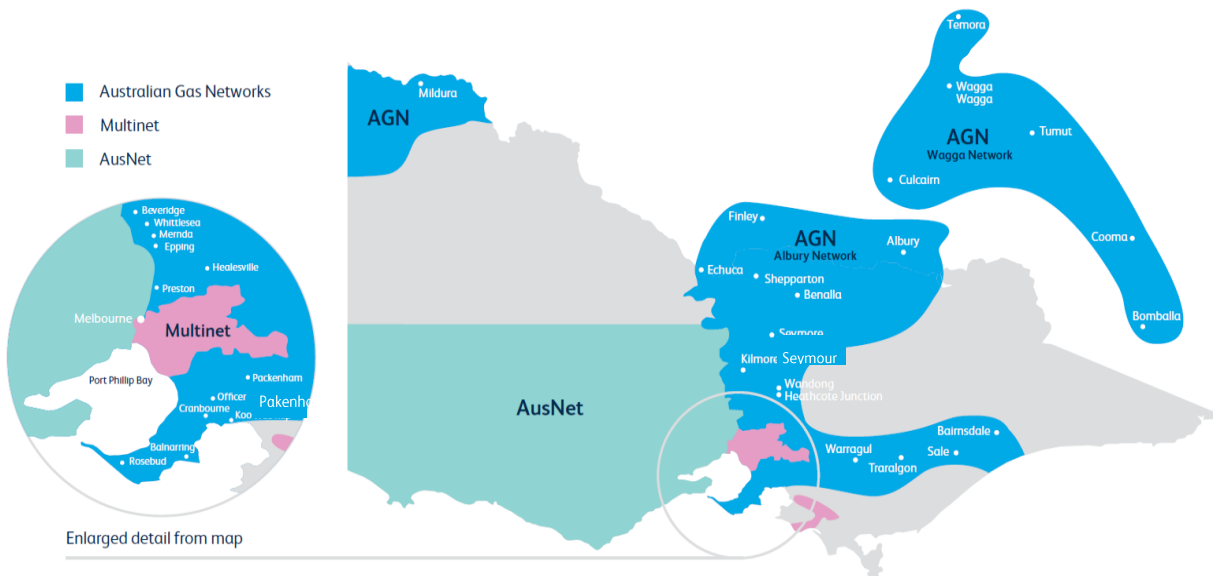 Australian Gas Networks
Multinet
AusNet
Beveridge
Whittlesea
Mernda
Epping
Healesville
Preston
Melbourne
Multinet
Port Phillip Bay
Packenham
Officer
Pakenha
Cranbourne
Koo
Balnarring
Rosebud
Enlarged detail from map
Mildura
AGN
Temora
Wagga
Wagga
AGN
Wagga Network
Tumut
Culcairn
Cooma
Bomballa
Finley
AGN
Albury Network
Albury
Echuca
Shepparton
Benalla
Seymore
Kilmore
Seymour
Wandong
Heathcote Junction
AusNet
Bairnsdale
Warragul
Sale
Traralgon